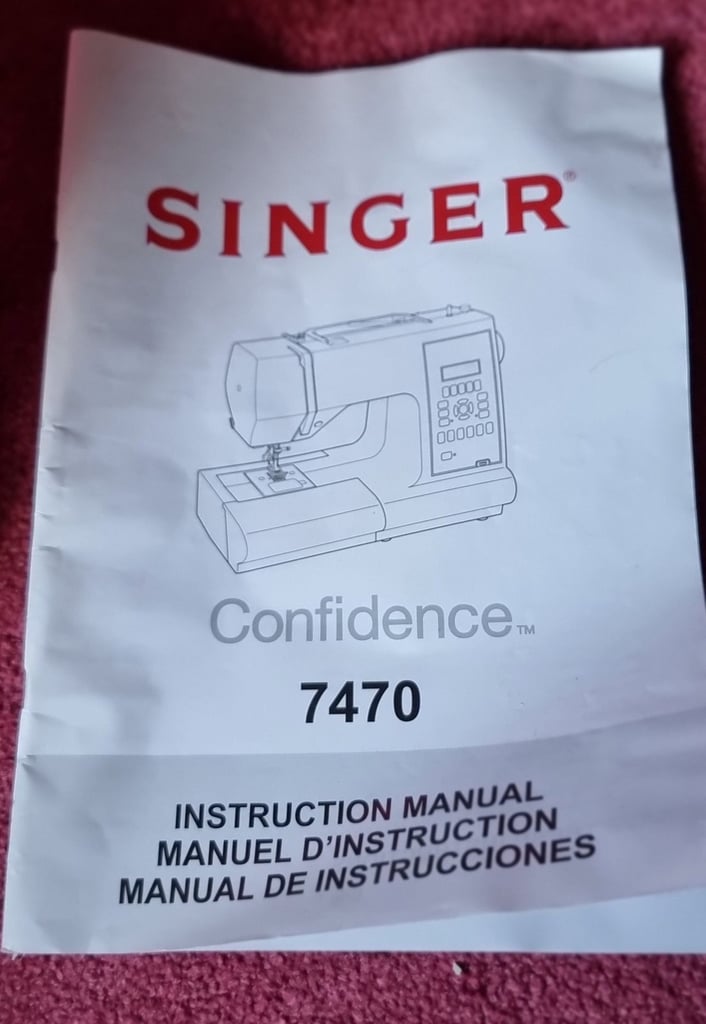 SINGER®
Confidence™
7470
INSTRUCTION MANUAL
MANUEL D'INSTRUCTION
MANUAL DE INSTRUCCIONES